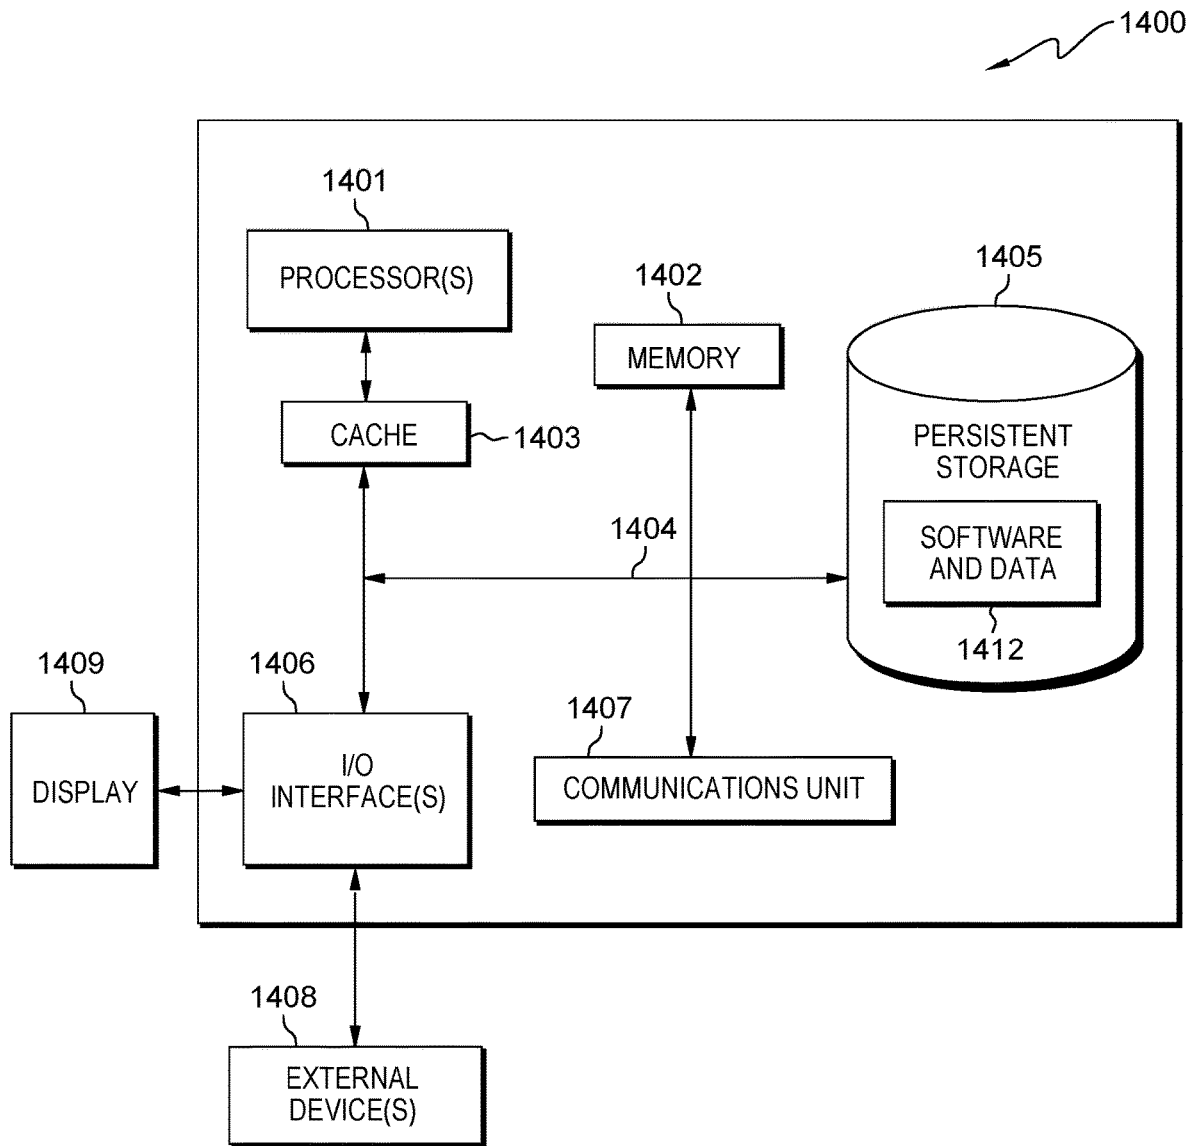 1400
1401
PROCESSOR(S)
1402
MEMORY
1405
CACHE
1403
PERSISTENT
STORAGE
1404
SOFTWARE
AND DATA
1412
1409
DISPLAY
1406
I/O
INTERFACE(S)
1407
COMMUNICATIONS UNIT
1408
EXTERNAL
DEVICE(S)